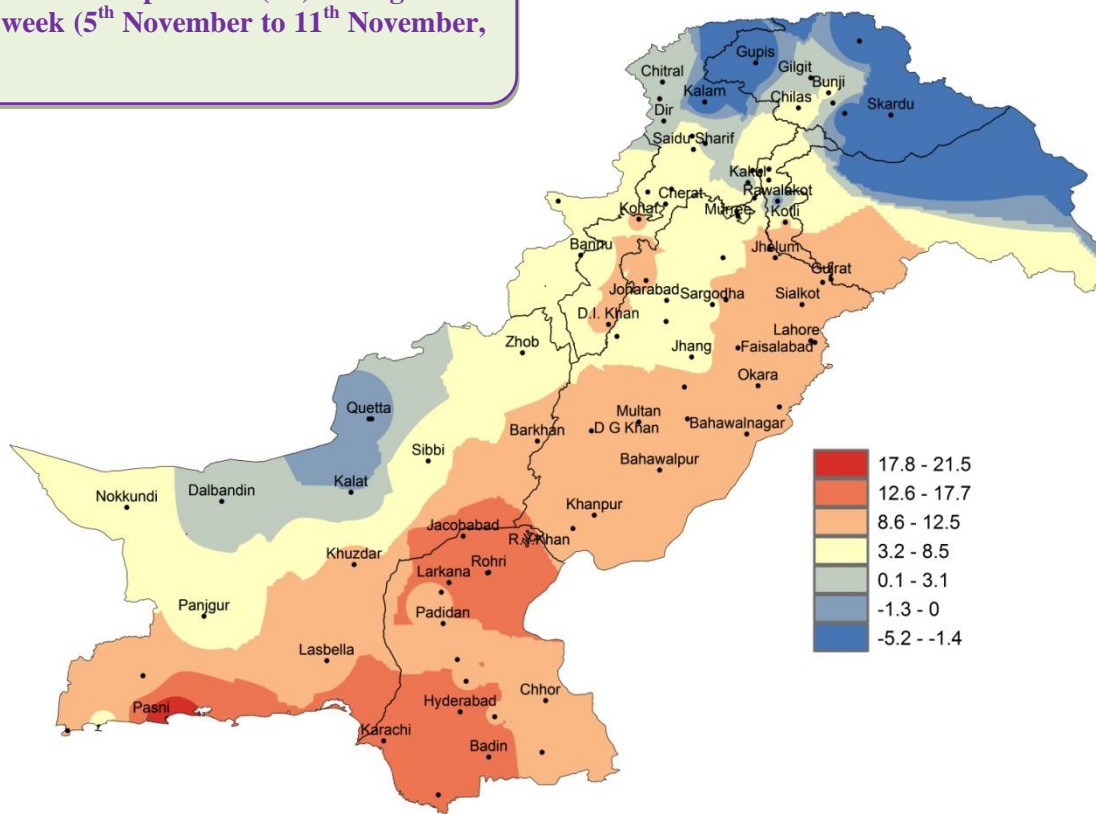 week (5th November to 11th November,
Gupis
Gilgit
Chitral
Bunji
Kalam
Chilas
Skardu
Dir
Saidu Sharif
Kakul
Rawalakot
Cherat
Murree
Kotli
Kohat
Bannu
Jhelum
Gujrat
Joharabad
Sargodha
Sialkot
D.I. Khan
Lahore
Zhob
Jhang
Faisalabad
Okara
Quetta
Multan
Barkhan
D G Khan
Bahawalnagar
Sibbi
Bahawalpur
Kalat
Nokkundi
Dalbandin
Khanpur
Jacobabad
R.Y.Khan
Khuzdar
Rohri
Larkana
Panjgur
Padidan
Lasbella
Chhor
Hyderabad
Pasni
Karachi
Badin
17.8 - 21.5
12.6 - 17.7
8.6 - 12.5
3.2 - 8.5
0.1 - 3.1
-1.3 - 0
-5.2 - -1.4